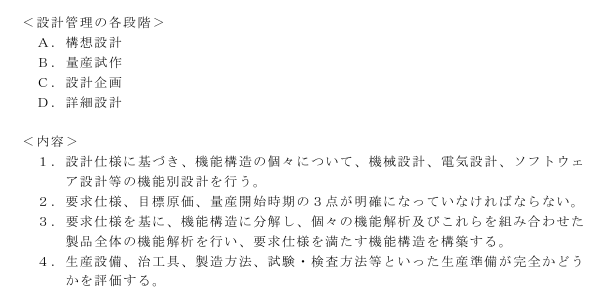 ＜設計管理の各段階＞
Ａ．構想設計
Ｂ．量産試作
Ｃ．設計企画
Ｄ．詳細設計
＜内容＞
１．設計仕様に基づき、機能構造の個々について、機械設計、電気設計、ソフトウェ
ア設計等の機能別設計を行う。
２．要求仕様、目標原価、量産開始時期の３点が明確になっていなければならない。
３．要求仕様を基に、機能構造に分解し、個々の機能解析及びこれらを組み合わせた
製品全体の機能解析を行い、要求仕様を満たす機能構造を構築する。
４．生産設備、治工具、製造方法、試験・検査方法等といった生産準備が完全かどう
かを評価する。